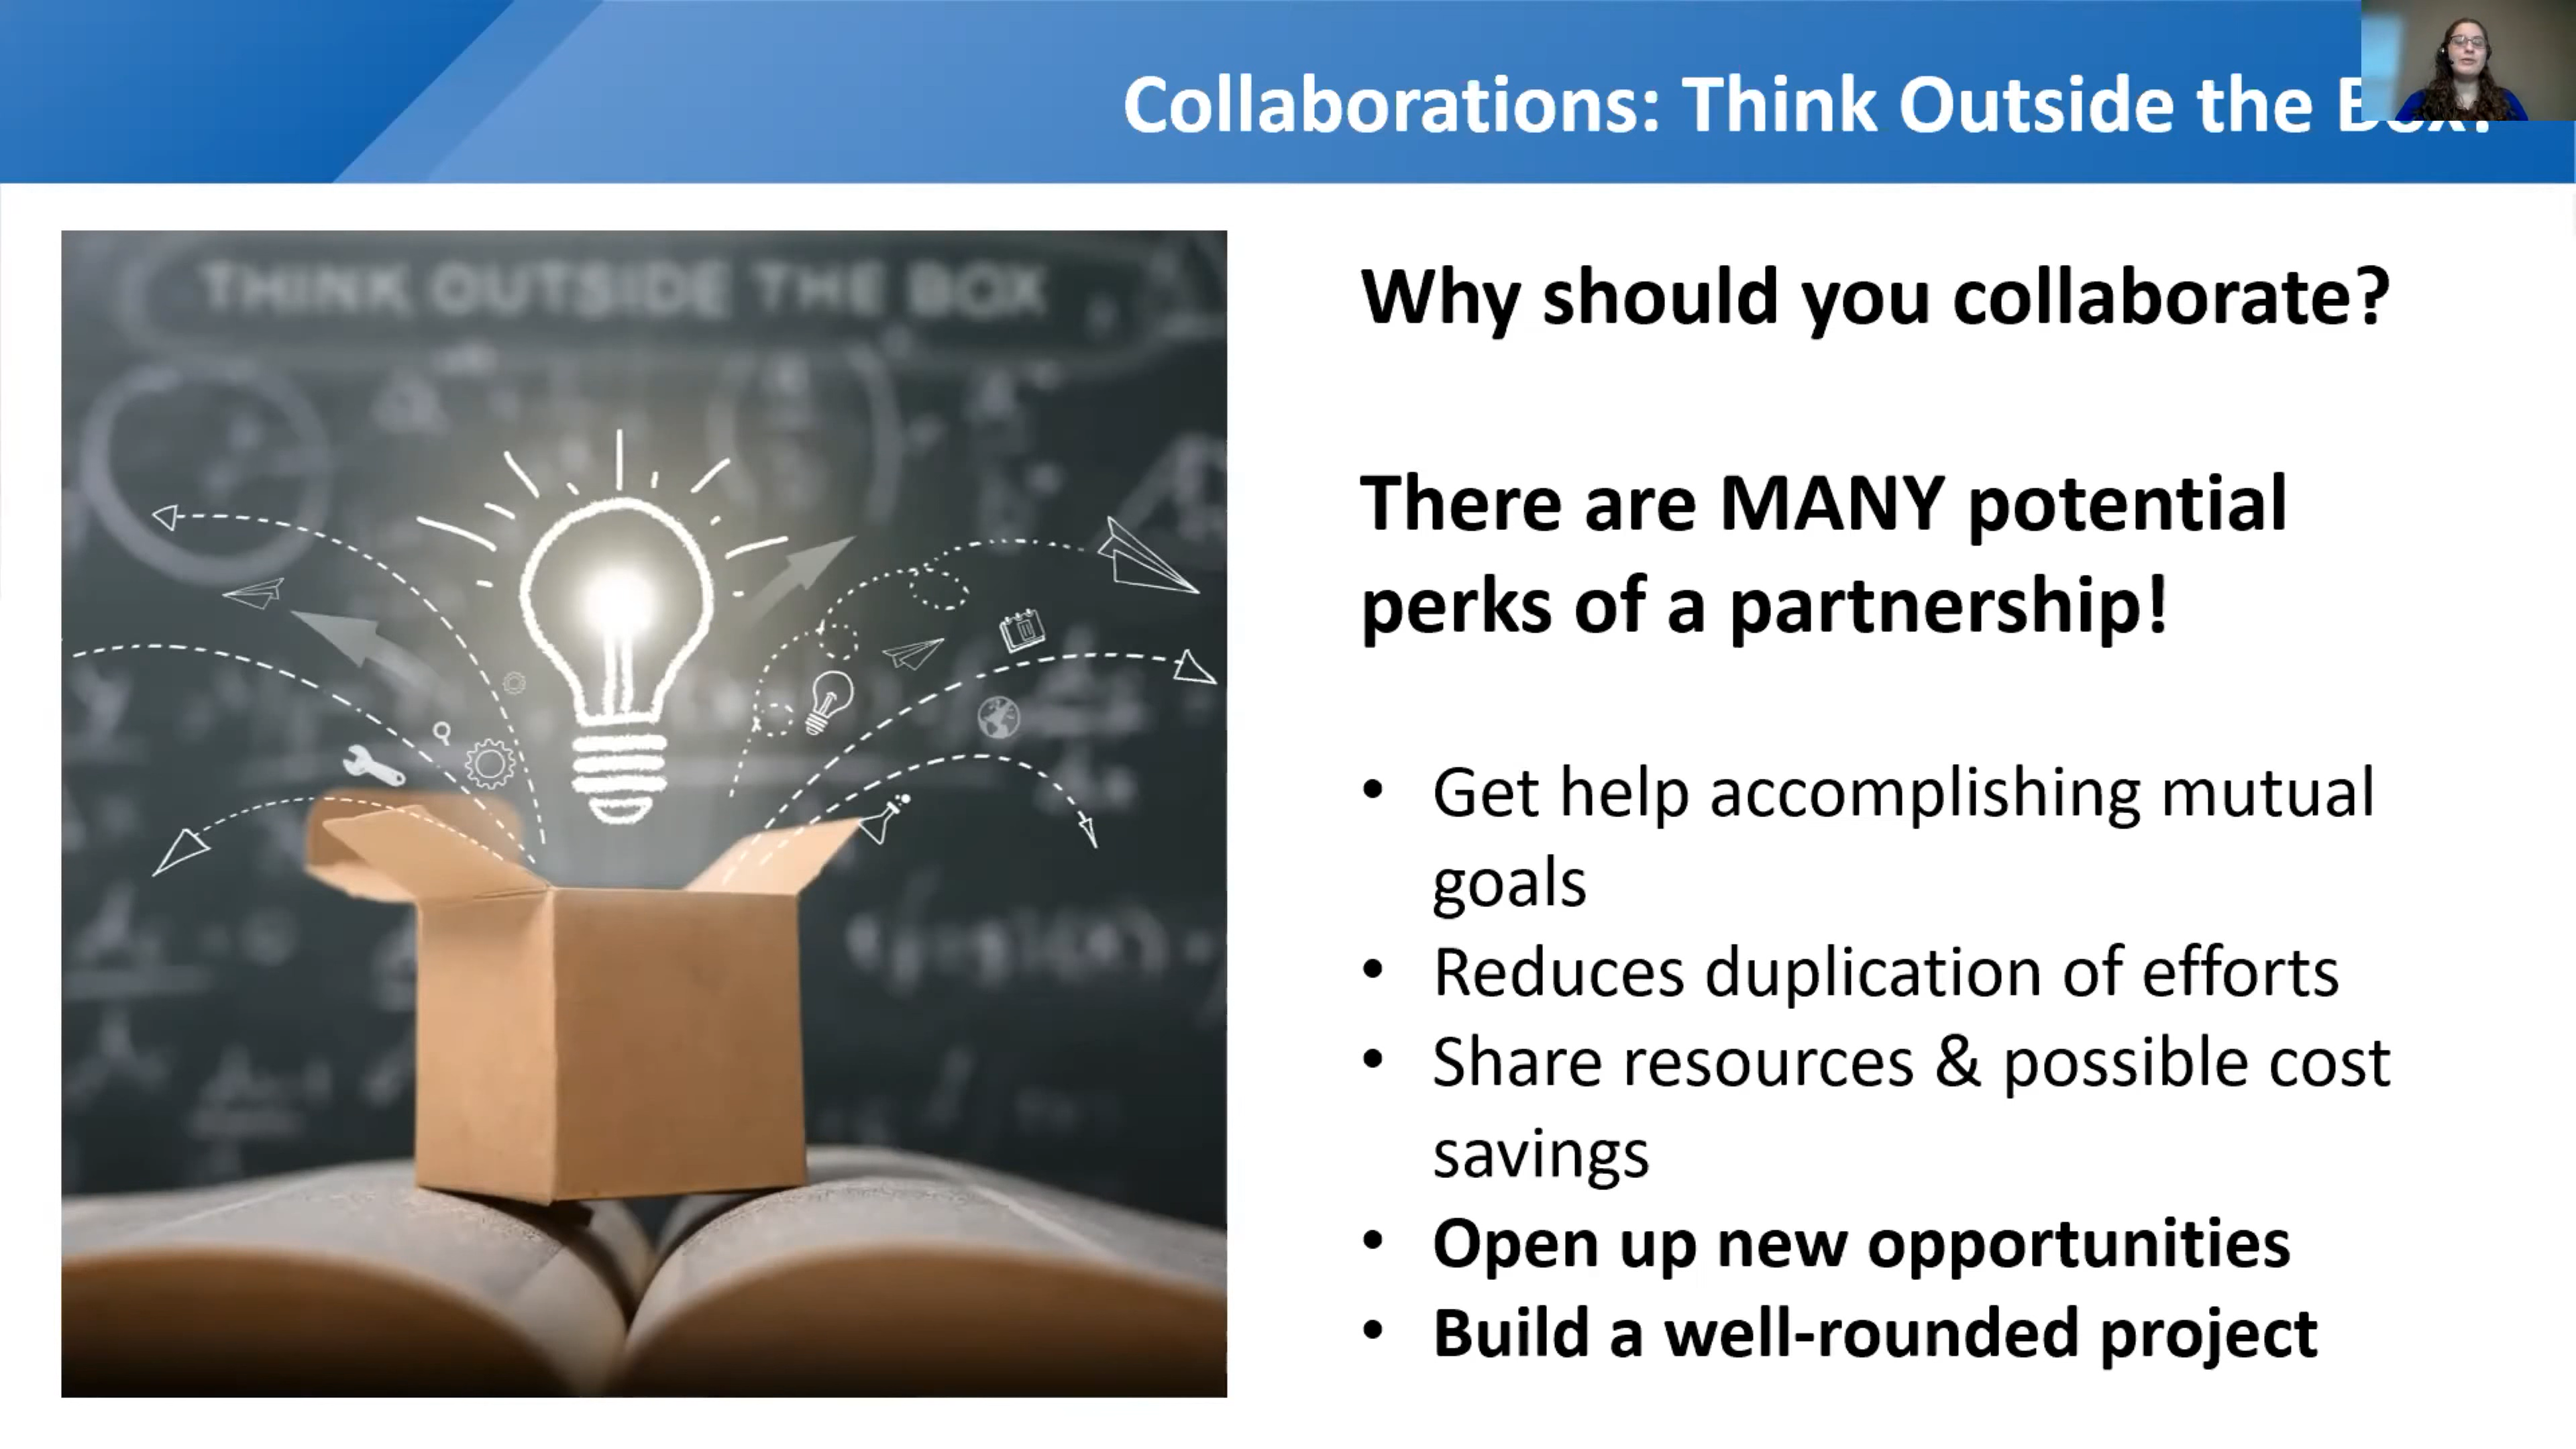 Collaborations: Think Outside the
THINK OUTSIDE THE BOX
Why should you collaborate?
There are MANY potential
perks of a partnership!
• Get help accomplishing mutual
goals
• Reduces duplication of efforts
• Share resources & possible cost
savings
• Open up new opportunities
• Build a well-rounded project